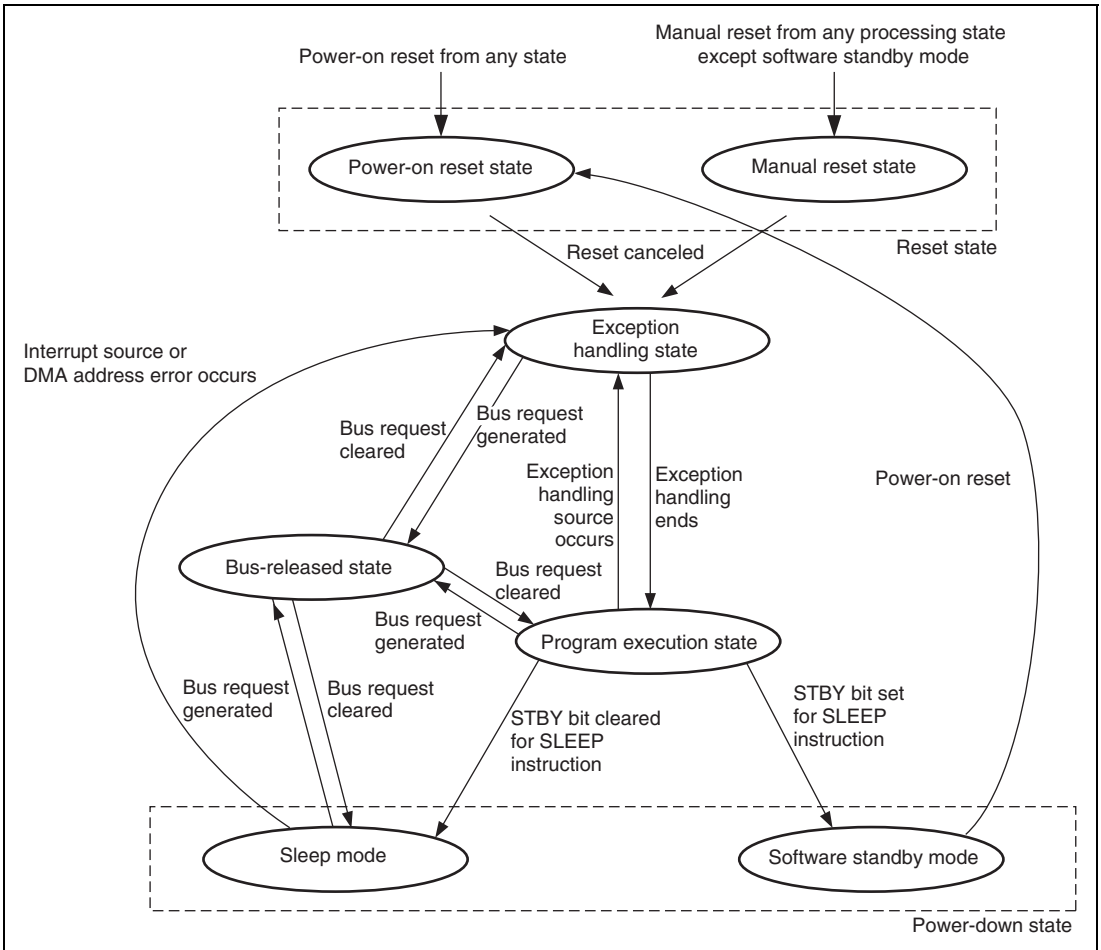 Power-on reset from any state
Manual reset from any processing state
except software standby mode
Power-on reset state
Manual reset state
Reset canceled
Reset state
Exception
handling state
Interrupt source or
DMA address error occurs
Bus request
cleared
Bus request
generated
Exception
handling
source
occurs
Exception
handling
ends
Power-on reset
Bus-released state
Bus request
cleared
Bus request
generated
Program execution state
Bus request
generated
Bus request
cleared
STBY bit cleared
for SLEEP
instruction
STBY bit set
for SLEEP
instruction
Sleep mode
Software standby mode
Power-down state